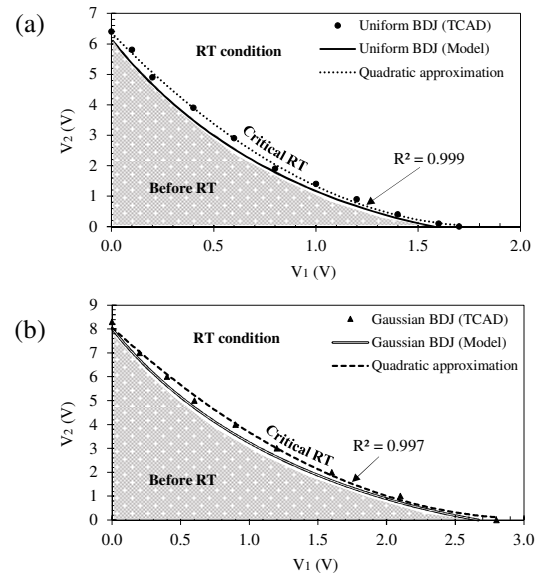 (a)
7
6
5
4
3
2
1
0
V2 (V)
Uniform BDJ (TCAD)
Uniform BDJ (Model)
Quadratic approximation
RT condition
Critical RT
R² = 0.999
Before RT
0.0 0.5 1.0 1.5 2.0
V1 (V)
(b)
9
8
7
6
5
4
3
2
1
0
V2 (V)
Gaussian BDJ (TCAD)
Gaussian BDJ (Model)
Quadratic approximation
RT condition
Critical RT
R² = 0.997
Before RT
0.0 0.5 1.0 1.5 2.0 2.5 3.0
V1 (V)